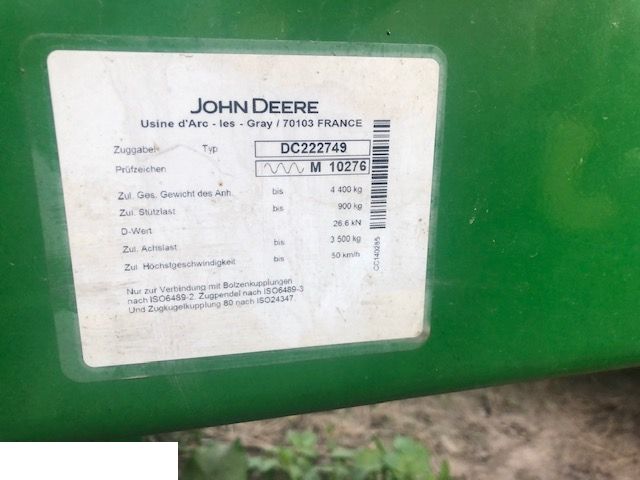 JOHN DEERE
Usine d'Arc - les - Gray / 70103 FRANCE
Zuggabel Typ DC222749
Prüfzeichen M 10276
Zul. Ges. Gewicht des Anh. bis 4 400 kg
Zul. Stützlast bis 900 kg
D-Wert 26.6 kN
Zul. Achslast bis 3 500 kg
Zul. Höchstgeschwindigkeit bis 50 km/h
Nur zur Verbindung mit Bolzenkupplungen
nach ISO6489-2. Zugpendel nach ISO6489-3
Und Zugkugelkupplung 80 nach ISO24347
CC140285